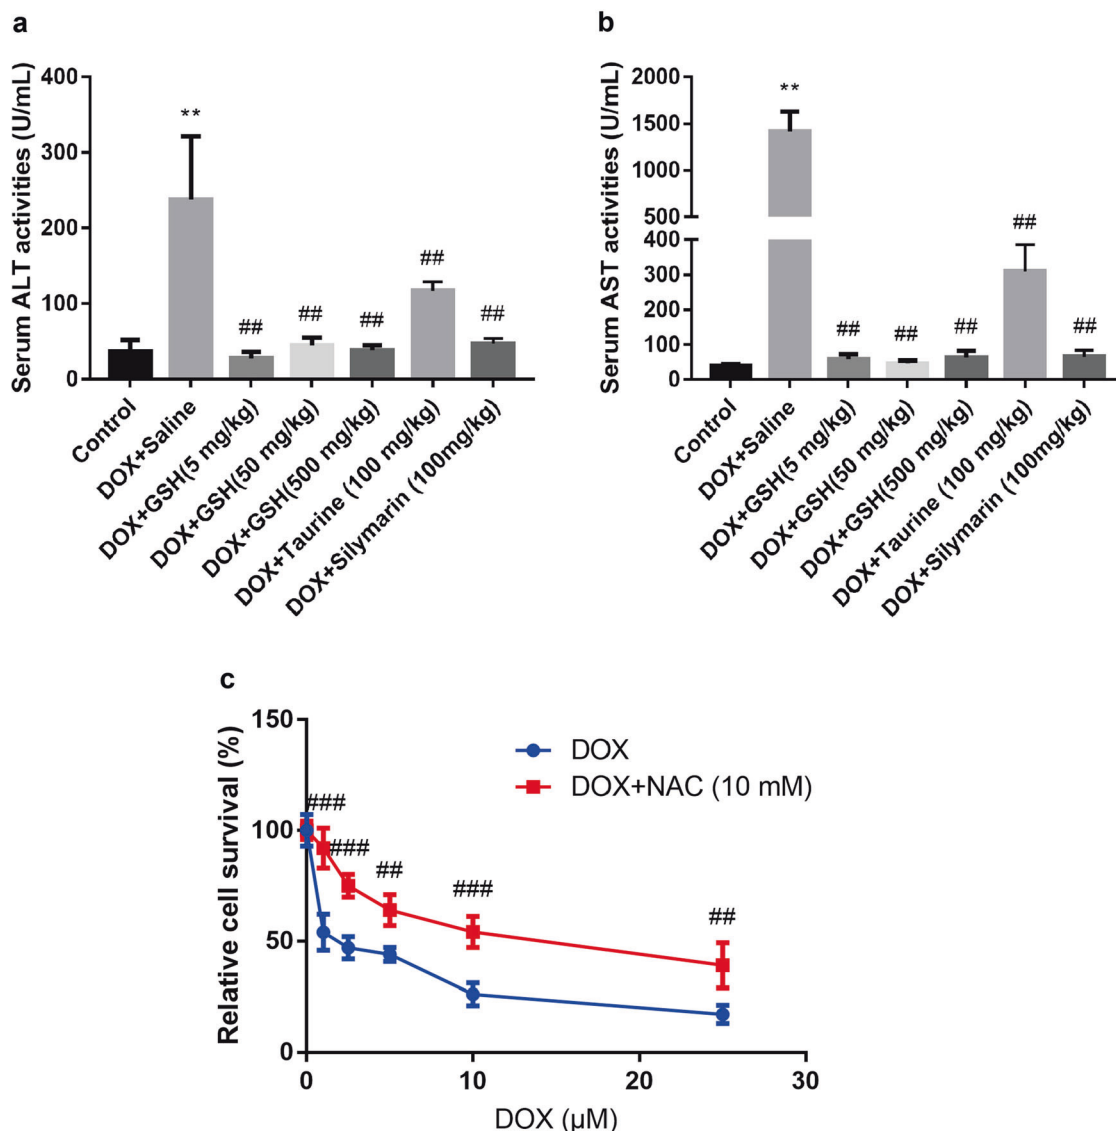 a
Serum ALT activities (U/mL)
400
300
200
100
0
**
##
##
##
##
##
Control
DOX+Saline
DOX+GSH(5 mg/kg)
DOX+GSH(50 mg/kg)
DOX+GSH(500 mg/kg)
DOX+Taurine (100 mg/kg)
DOX+Silymarin (100mg/kg)
b
Serum AST activities (U/mL)
2000
1500
1000
500
400
300
200
100
0
**
##
##
##
##
##
Control
DOX+Saline
DOX+GSH(5 mg/kg)
DOX+GSH(50 mg/kg)
DOX+GSH(500 mg/kg)
DOX+Taurine (100 mg/kg)
DOX+Silymarin (100mg/kg)
c
Relative cell survival (%)
150
100
50
0
DOX
DOX+NAC (10 mM)
###
###
##
###
##
0
10
20
30
DOX (µM)